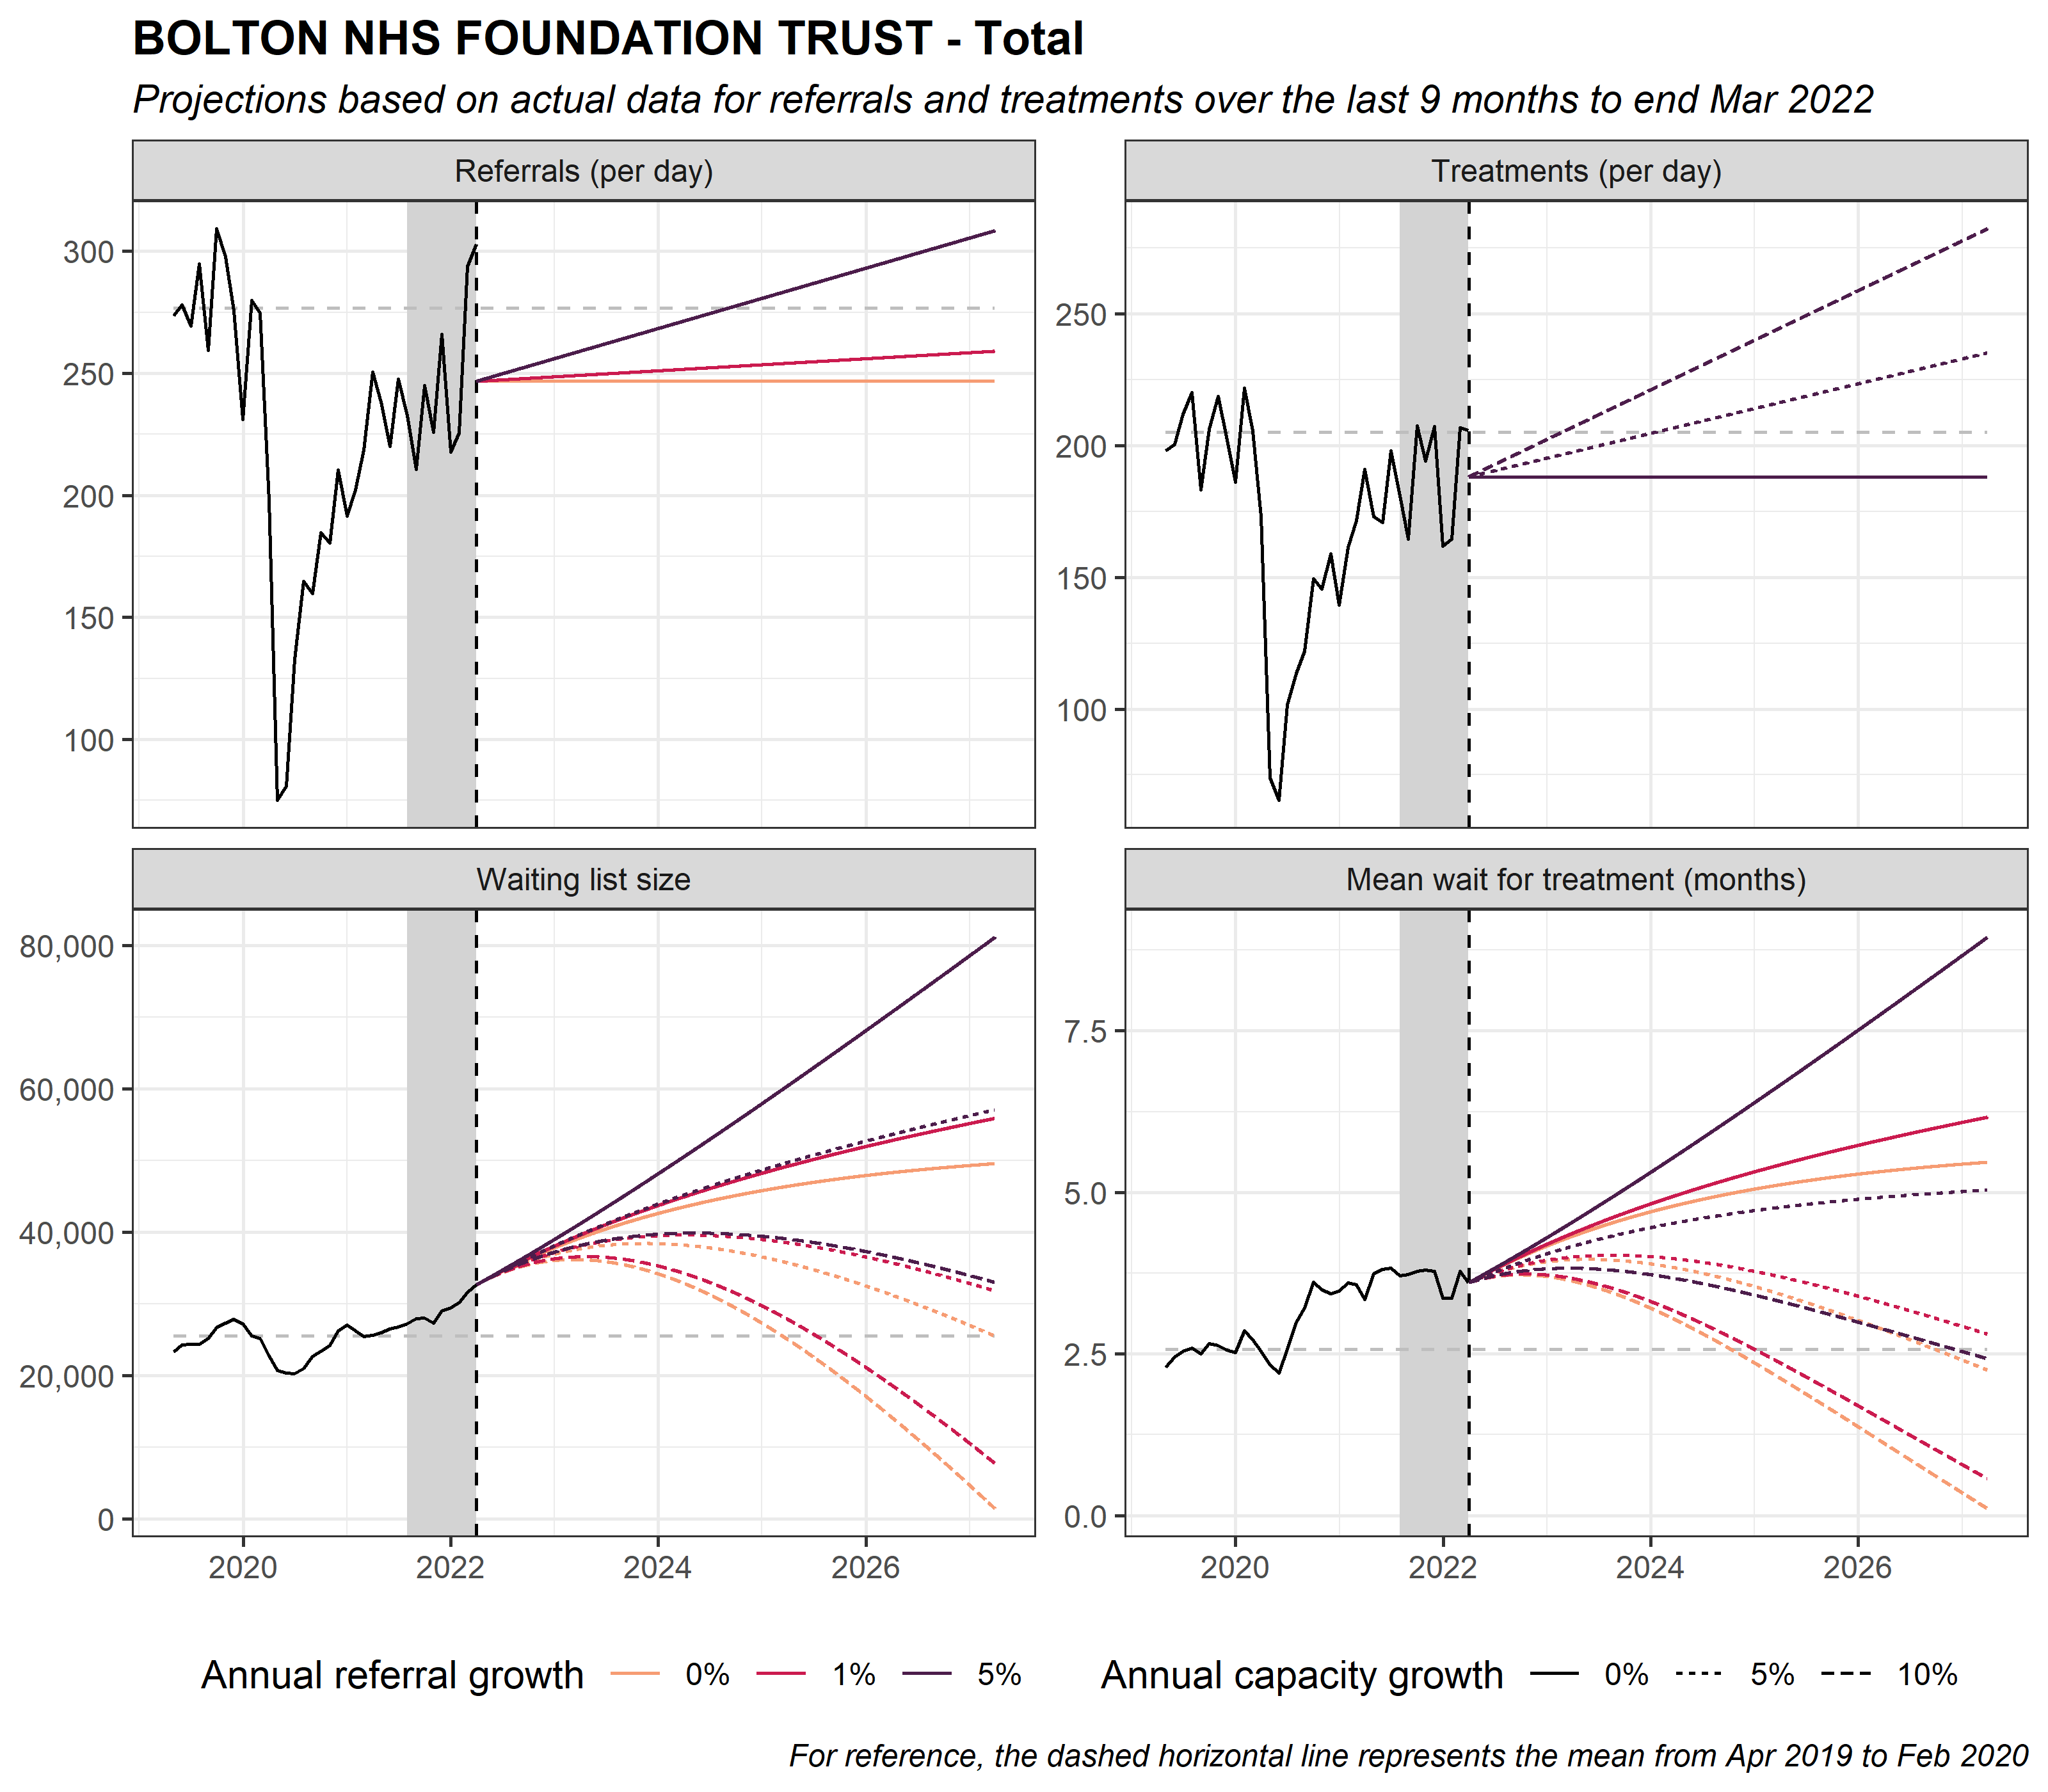 BOLTON NHS FOUNDATION TRUST - Total
Projections based on actual data for referrals and treatments over the last 9 months to end Mar 2022
Referrals (per day)
Treatments (per day)
300
250
200
150
100
250
200
150
100
Waiting list size
Mean wait for treatment (months)
80,000
60,000
40,000
20,000
0
7.5
5.0
2.5
0.0
2020 2022 2024 2026
2020 2022 2024 2026
Annual referral growth 0% 1% 5%
Annual capacity growth 0% 5% 10%
For reference, the dashed horizontal line represents the mean from Apr 2019 to Feb 2020